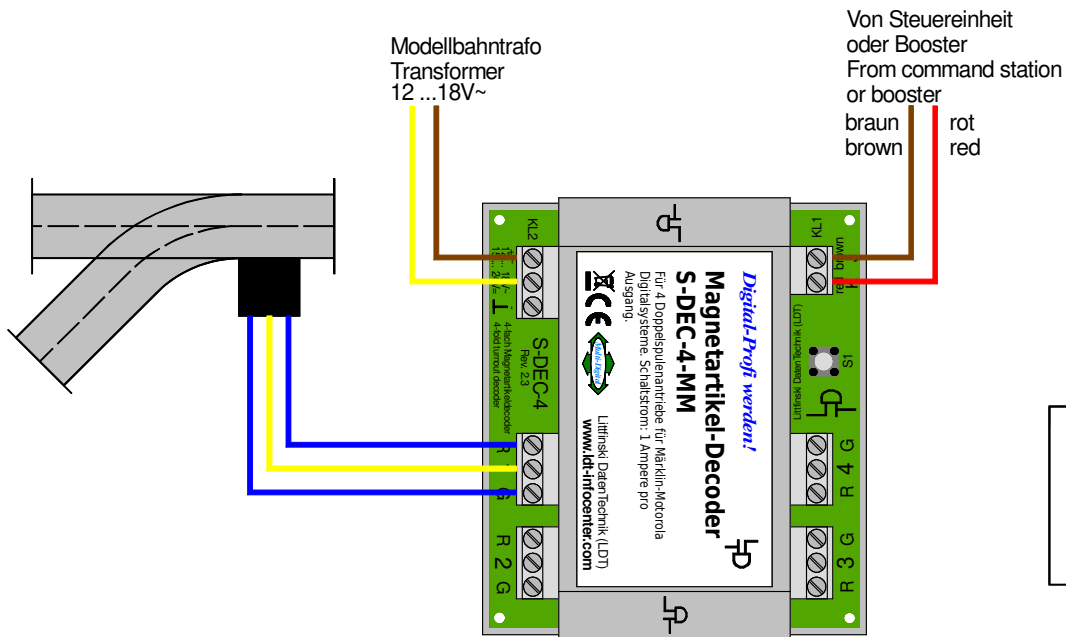 Modellbahntrafo
Transformer
12 ...18V~
Von Steuereinheit
oder Booster
From command station
or booster
braun rot
brown red
KL2
KL1
S-DEC-4
Rev. 2.3
4-fach Magnetartikeldecoder
4-fold turnout decoder
R
G
R 2 G
Digital-Profi werden!
Magnetartikel-Decoder
S-DEC-4-MM
Für 4 Doppelspulenantriebe für Märklin-Motorola
Digitalsysteme. Schaltstrom: 1 Ampere pro
Ausgang.
CE
Multi-Digital
Littfinski DatenTechnik (LDT)
www.ldt-infocenter.com
red brown
Littfinski DatenTechnik (LDT)
S1
R 4 G
R 3 G